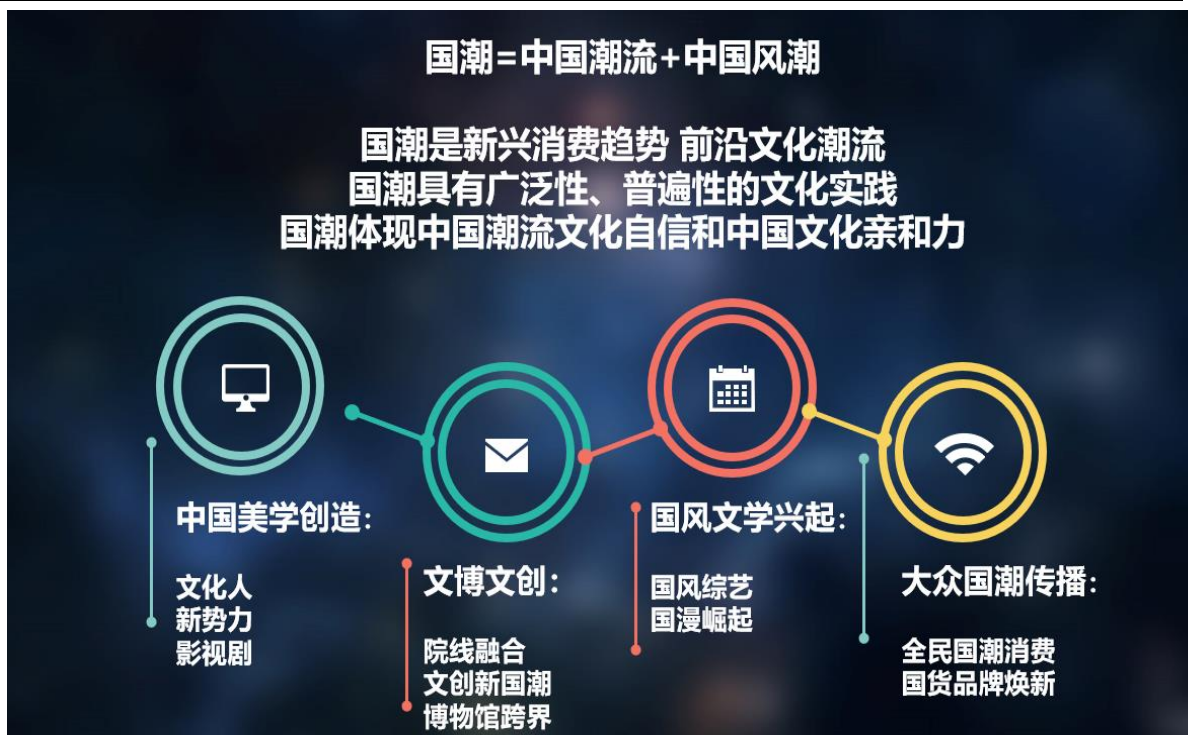 国潮=中国潮流+中国风潮
国潮是新兴消费趋势 前沿文化潮流
国潮具有广泛性、普遍性的文化实践
国潮体现中国潮流文化自信和中国文化亲和力
中国美学创造:
文化人
新势力
影视剧
文博文创:
院线融合
文创新国潮
博物馆跨界
国风文学兴起:
国风综艺
国漫崛起
大众国潮传播:
全民国潮消费
国货品牌焕新